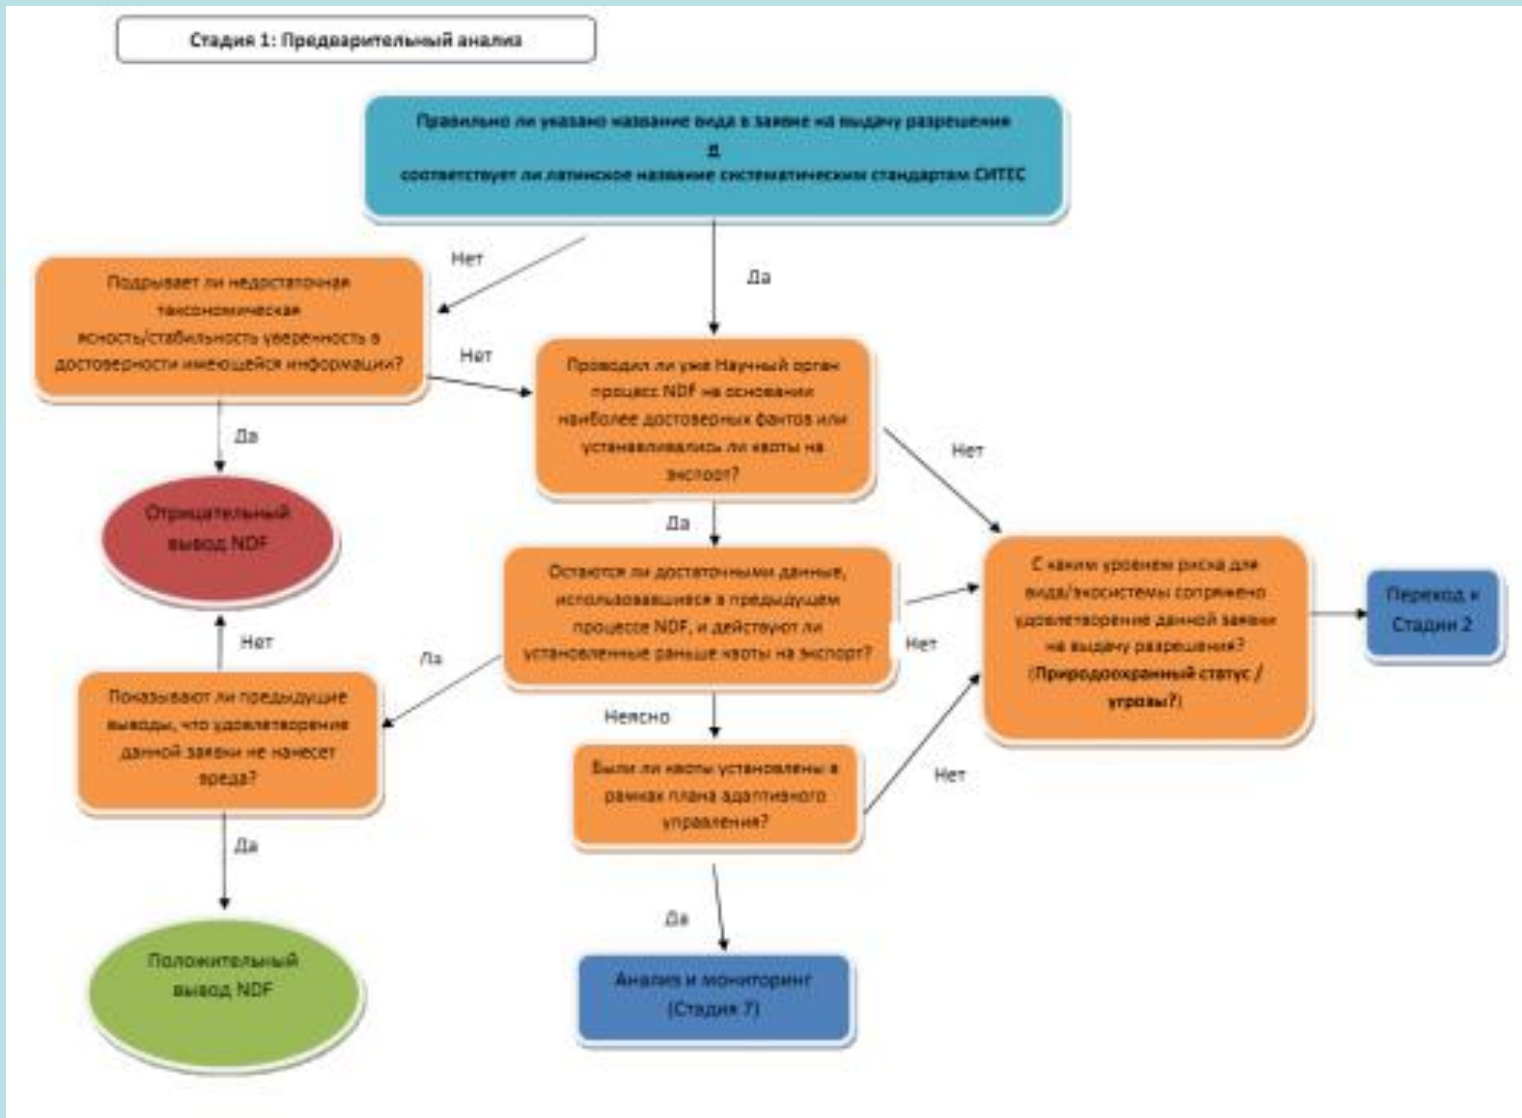 Стадия 1: Предварительный анализ
Правильно ли указано название вида в заявке на выдачу разрешения
и
соответствует ли латинское название систематическим стандартам СИТЕС
Нет
Да
Подрывает ли недостаточная
таксономическая
ясность/стабильность уверенность в
достоверности имеющейся информации?
Нет
Да
Проводил ли уже Научный орган
процесс NDF на основании
наиболее достоверных фактов или
устанавливались ли квоты на
экспорт?
Нет
Да
Отрицательный
вывод NDF
Остаются ли достаточными данные,
использовавшиеся в предыдущем
процессе NDF, и действуют ли
установленные раньше квоты на экспорт?
Нет
Да
Неясно
С каким уровнем риска для
вида/экосистемы сопряжено
удовлетворение данной заявки
на выдачу разрешения?
(Природоохранный статус /
угрозы?)
Переход к
Стадии 2
Нет
Показывают ли предыдущие
выводы, что удовлетворение
данной заявки не нанесет
вреда?
Да
Были ли квоты установлены в
рамках плана адаптивного
управления?
Нет
Да
Положительный
вывод NDF
Анализ и мониторинг
(Стадия 7)